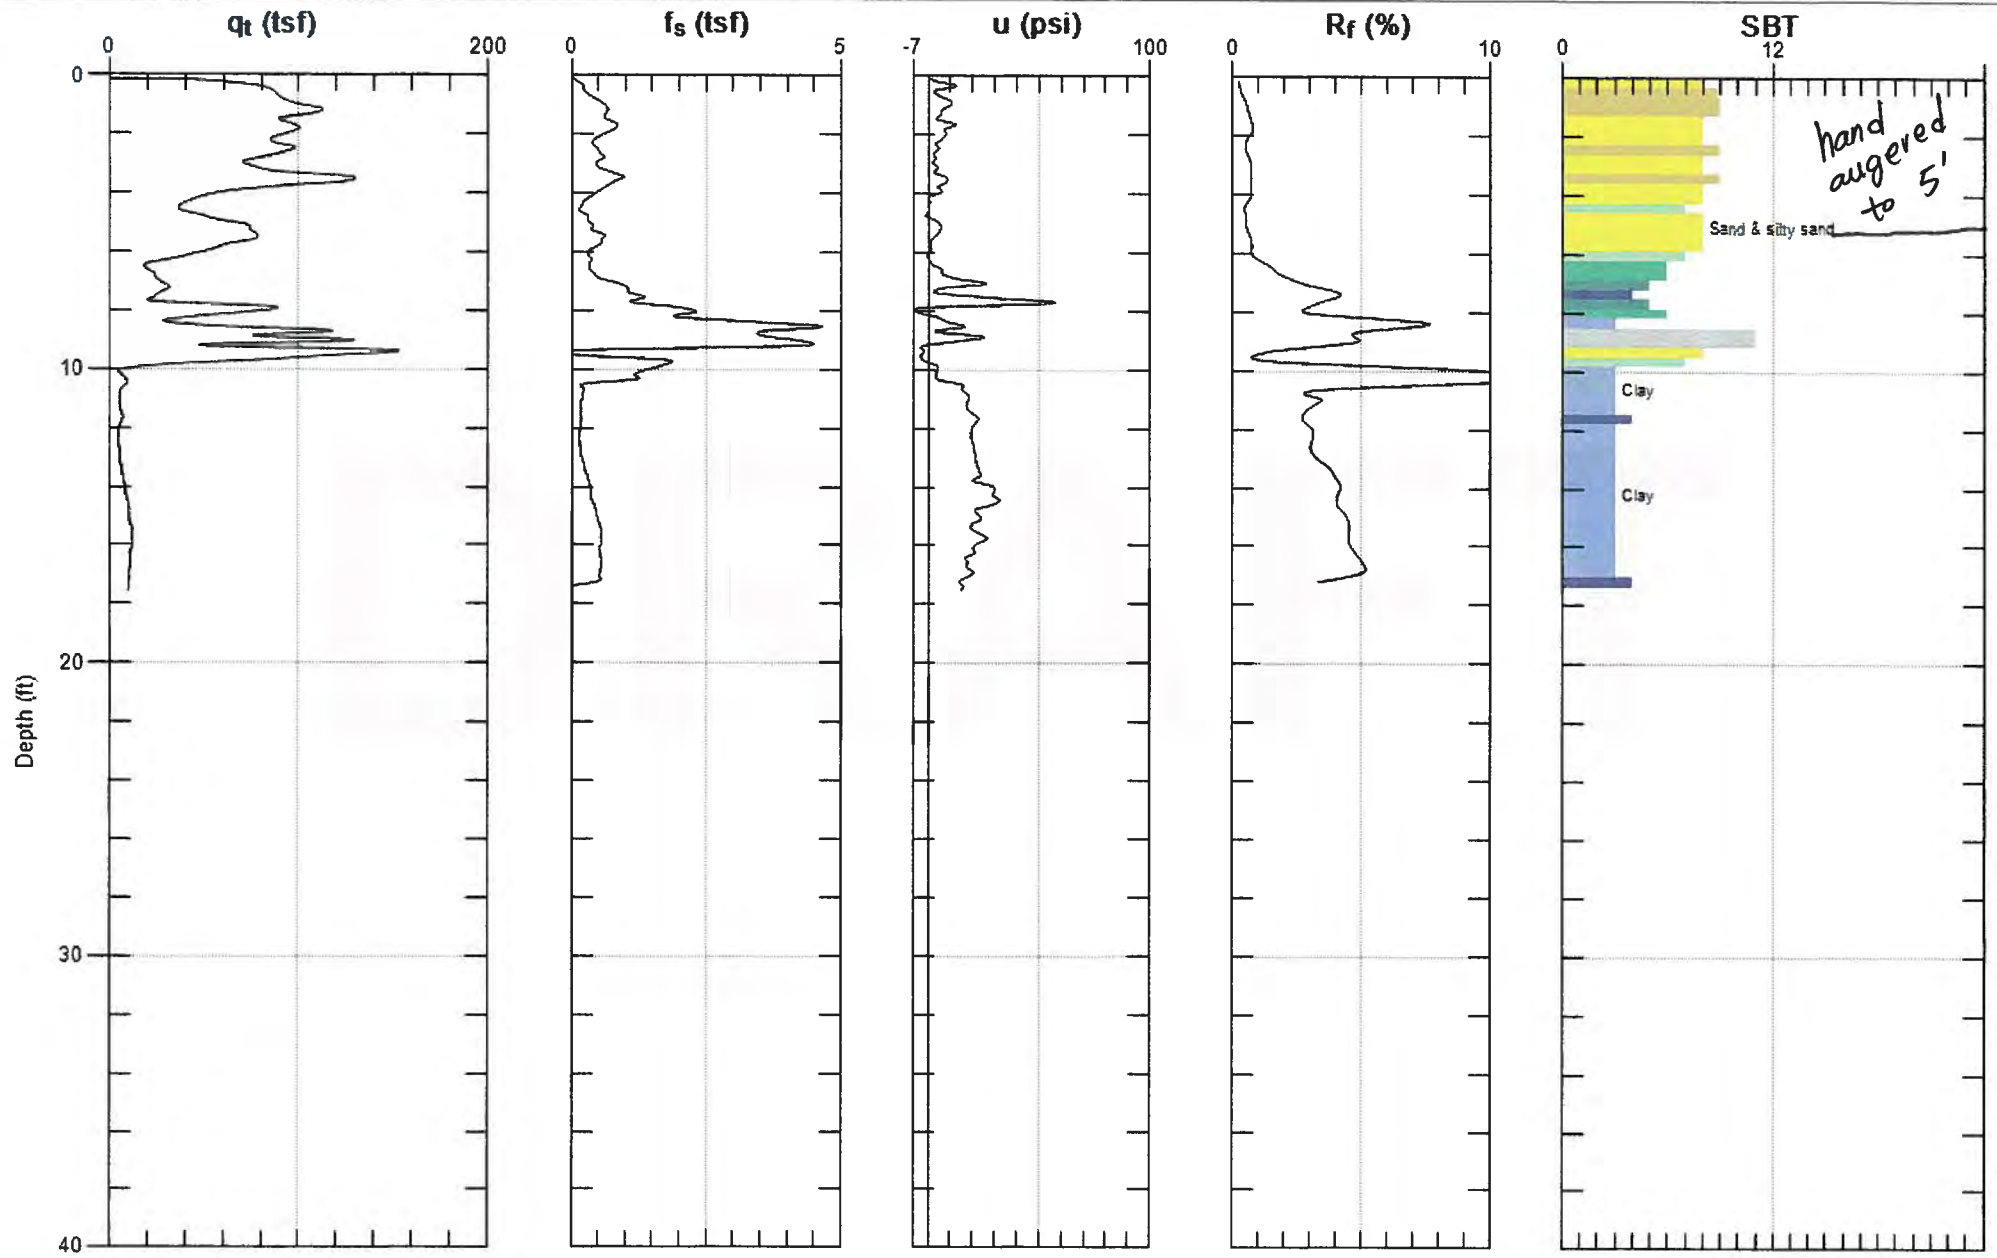 qt (tsf)
fs (tsf)
u (psi)
Rf (%)
SBT
0
200
0
5
-7
100
0
10
0
12
0
10
20
30
40
Depth (ft)
hand
augered
to 5'
Sand & silty sand
Clay
Clay